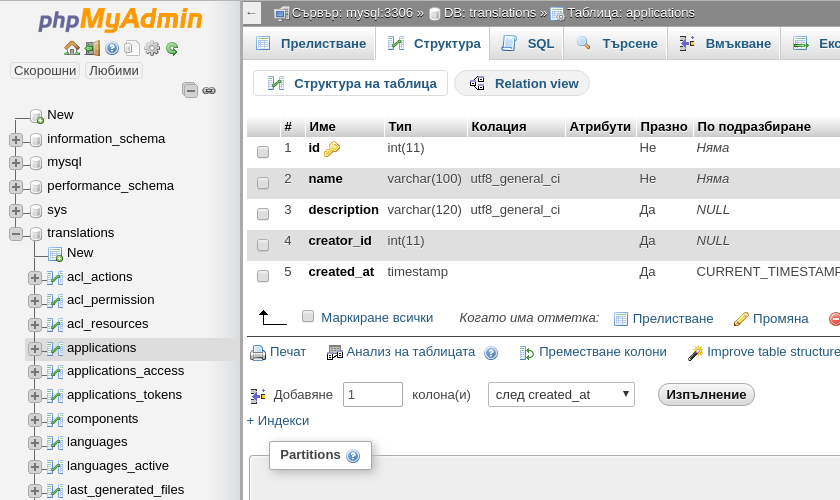 phpMyAdmin
Скорошни Любими
New
information_schema
mysql
performance_schema
sys
translations
New
acl_actions
acl_permission
acl_resources
applications
applications_access
applications_tokens
components
languages
languages_active
last_generated_files
← Сървър: mysql:3306 » DB: translations » Таблица: applications
Прелистване Структура SQL Търсене Вмъкване Екс
Структура на таблица Relation view
# Име Тип Колация Атрибути Празно По подразбиране
1 id int(11) Не Няма
2 name varchar(100) utf8_general_ci Не Няма
3 description varchar(120) utf8_general_ci Да NULL
4 creator_id int(11) Да NULL
5 created_at timestamp Да CURRENT_TIMESTAMP
Маркиране всички Когато има отметка: Прелистване Промяна
Печат Анализ на таблицата Преместване колони Improve table structure
Добавяне 1 колона(и) след created_at Изпълнение
+ Индекси
Partitions